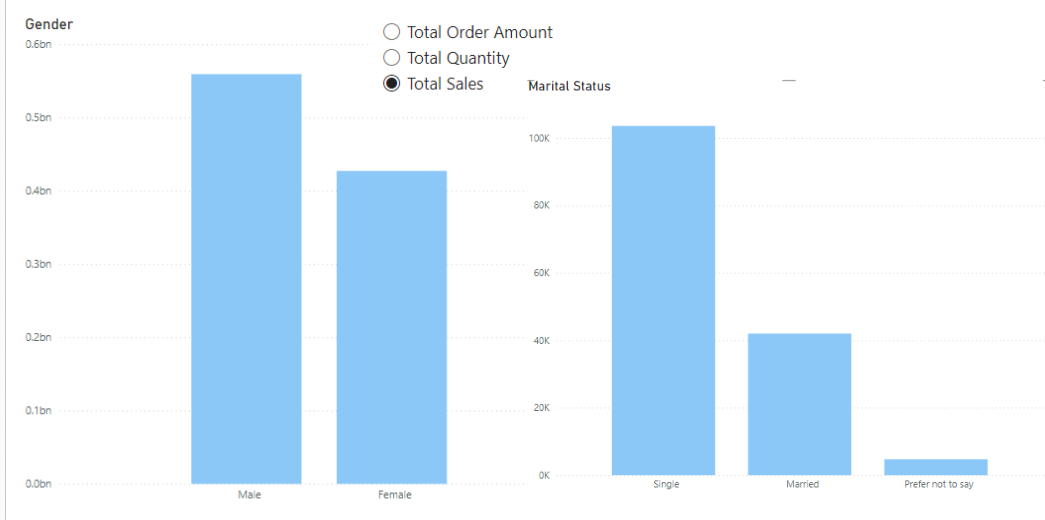 Gender
0.6bn
0.5bn
0.4bn
0.3bn
0.2bn
0.1bn
0.0bn
Male Female
Total Order Amount
Total Quantity
Total Sales
Marital Status
100K
80K
60K
40K
20K
0K
Single Married Prefer not to say